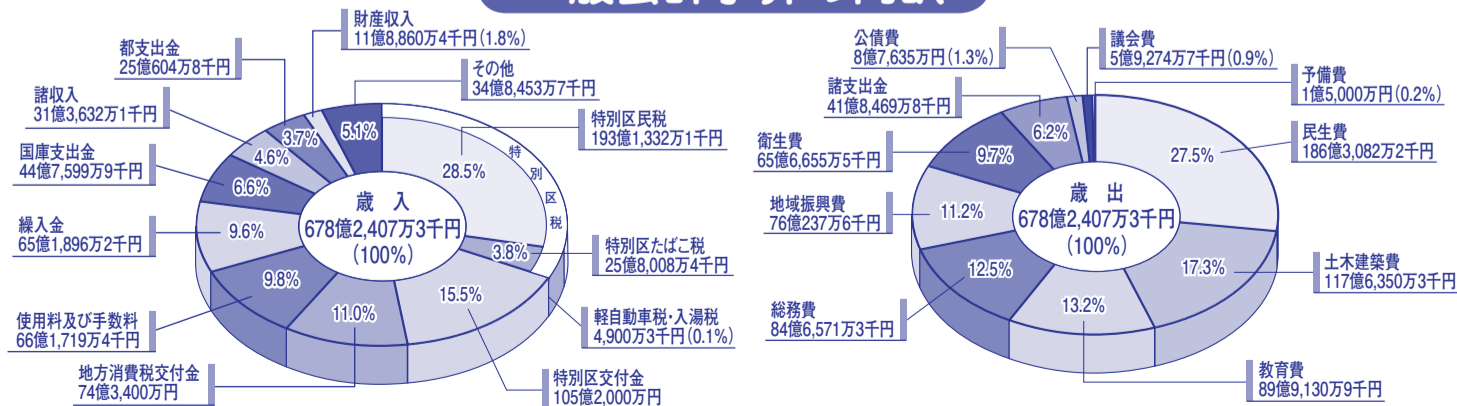 財産収入
11億8,860万4千円(1.8%)
都支出金
25億604万8千円
その他
34億8,453万7千円
諸収入
31億3,632万1千円
特別区民税
193億1,332万1千円
国庫支出金
44億7,599万9千円
繰入金
65億1,896万2千円
特別区たばこ税
25億8,008万4千円
使用料及び手数料
66億1,719万4千円
軽自動車税・入湯税
4,900万3千円(0.1%)
地方消費税交付金
74億3,400万円
特別区交付金
105億2,000万円
特別区税
歳入
678億2,407万3千円
(100%)
5.1%
3.7%
4.6%
6.6%
9.6%
9.8%
11.0%
15.5%
3.8%
28.5%
公債費
8億7,635万円(1.3%)
議会費
5億9,274万7千円(0.9%)
予備費
1億5,000万円(0.2%)
諸支出金
41億8,469万8千円
民生費
186億3,082万2千円
衛生費
65億6,655万5千円
地域振興費
76億237万6千円
土木建築費
117億6,350万3千円
総務費
84億6,571万3千円
教育費
89億9,130万9千円
歳出
678億2,407万3千円
(100%)
6.2%
9.7%
11.2%
12.5%
13.2%
17.3%
27.5%